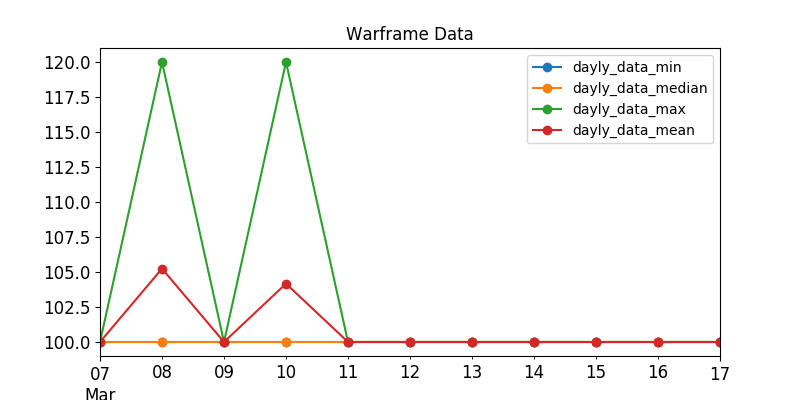 Warframe Data
120.0
117.5
115.0
112.5
110.0
107.5
105.0
102.5
100.0
dayly_data_min
dayly_data_median
dayly_data_max
dayly_data_mean
07 08 09 10 11 12 13 14 15 16 17
Mar